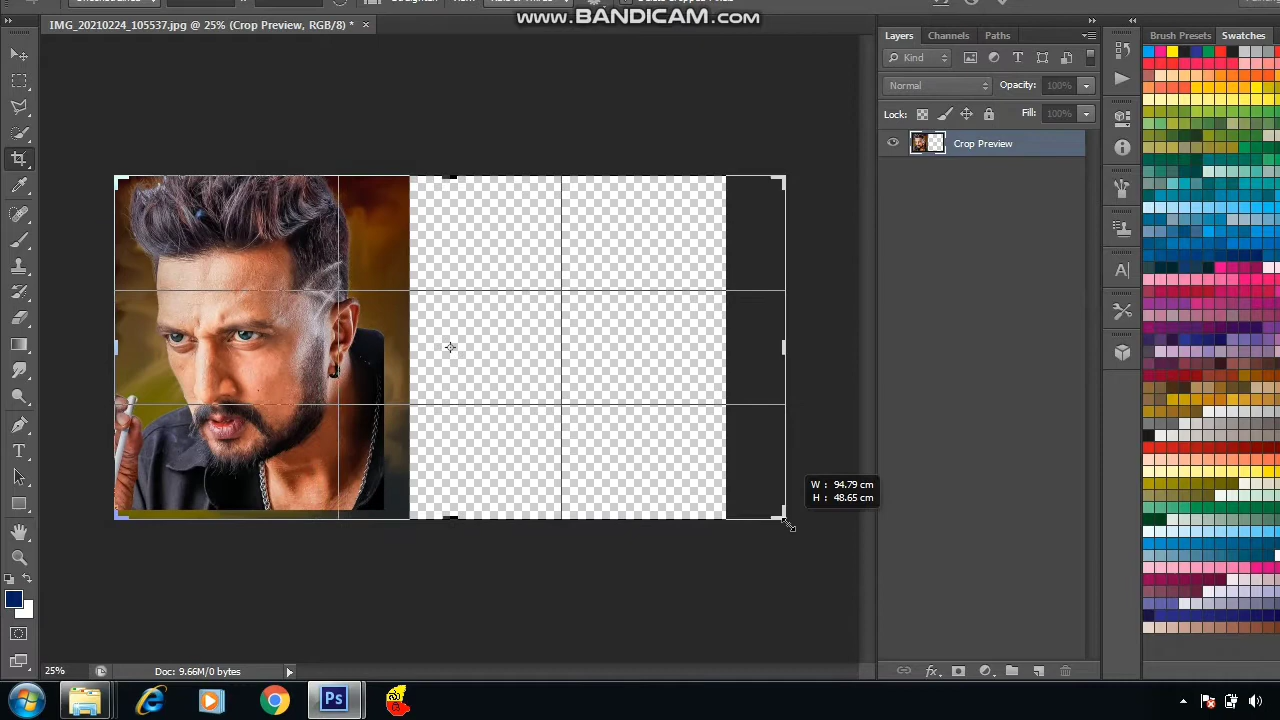 www.BANDICAM.com
IMG_20210224_105537.jpg @ 25% (Crop Preview, RGB/8) *
Layers Channels Paths
Brush Presets Swatches
Kind
Normal Opacity: 100%
Lock: Fill: 100%
Crop Preview
W : 94.79 cm
H : 48.65 cm
25% Doc: 9.66M/0 bytes
Ps